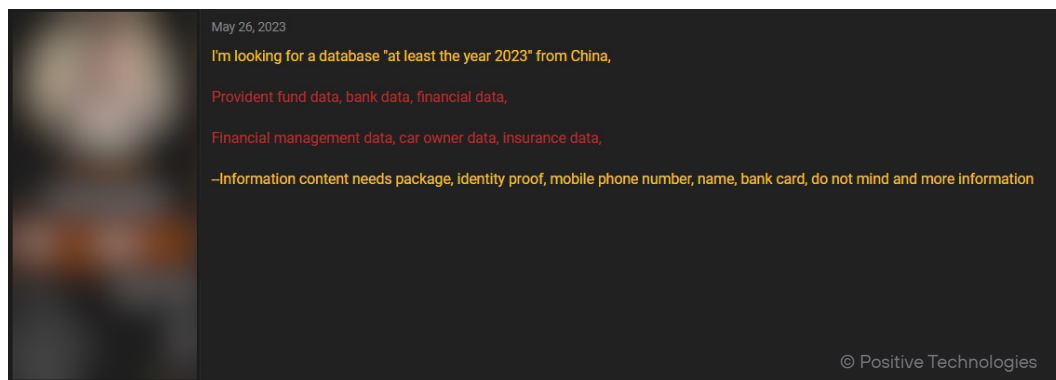 May 26, 2023
I'm looking for a database "at least the year 2023" from China,
Provident fund data, bank data, financial data,
Financial management data, car owner data, insurance data,
--Information content needs package, identity proof, mobile phone number, name, bank card, do not mind and more information
© Positive Technologies